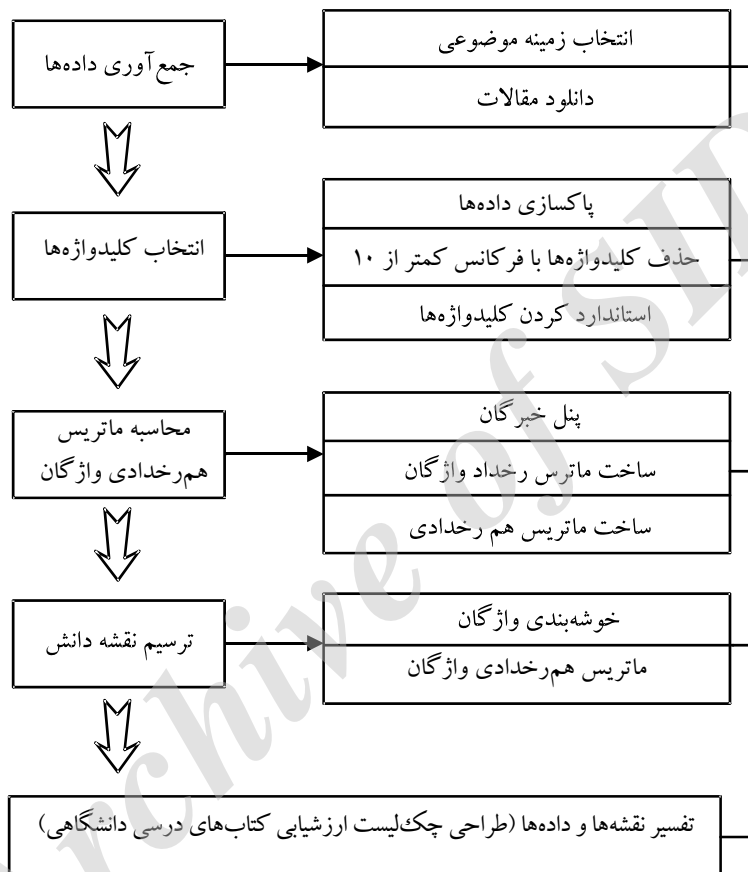 جمع‌آوری داده‌ها
انتخاب زمینه موضوعی
دانلود مقالات
انتخاب کلیدواژه‌ها
پاکسازی داده‌ها
حذف کلیدواژه‌ها با فرکانس کمتر از ۱۰
استاندارد کردن کلیدواژه‌ها
محاسبه ماتریس
هم‌رخدادی واژگان
پنل خبرگان
ساخت ماترس رخداد واژگان
ساخت ماتریس هم رخدادی
ترسیم نقشه دانش
خوشه‌بندی واژگان
ماتریس هم‌رخدادی واژگان
تفسیر نقشه‌ها و داده‌ها (طراحی چک‌لیست ارزشیابی کتاب‌های درسی دانشگاهی)
Archive of SID